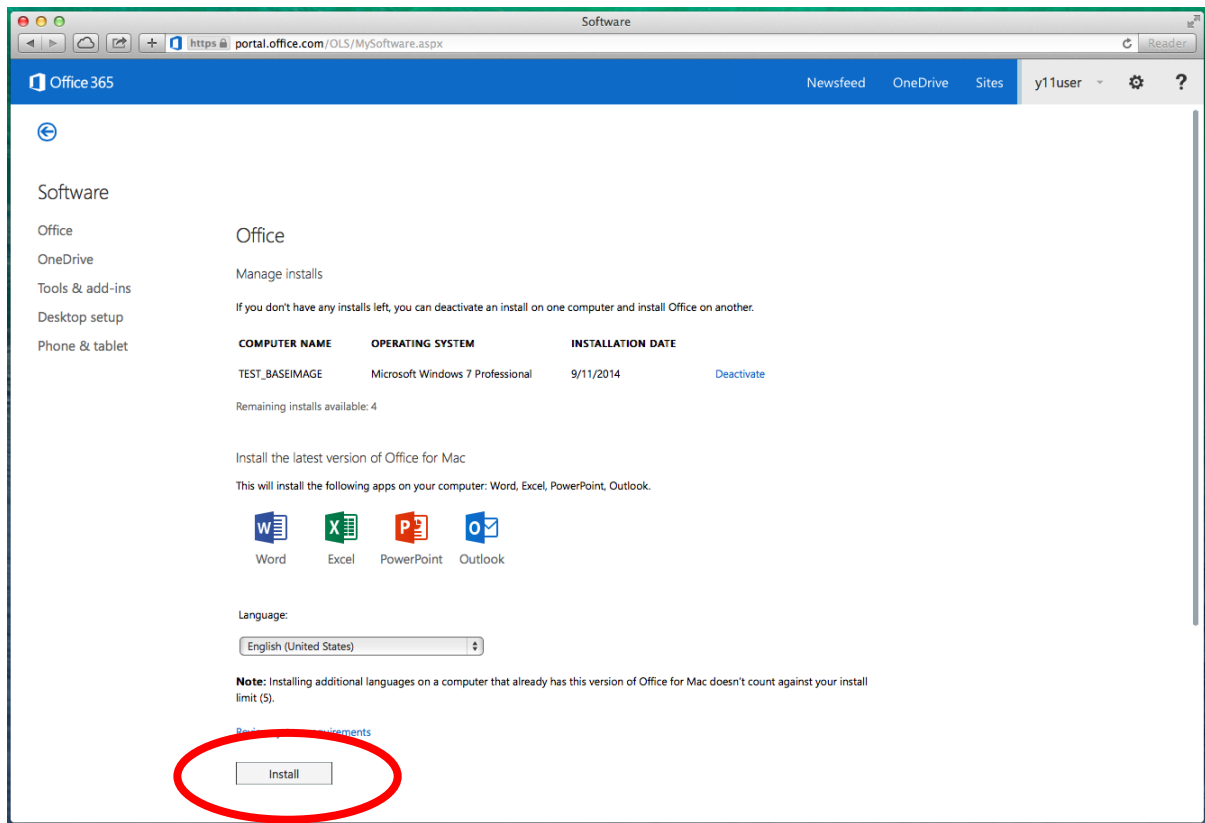 Software
https portal.office.com/OLS/MySoftware.aspx
Reader
Office 365
Newsfeed OneDrive Sites y11user ?
Software
Office
OneDrive
Tools & add-ins
Desktop setup
Phone & tablet
Office
Manage installs
If you don't have any installs left, you can deactivate an install on one computer and install Office on another.
COMPUTER NAME OPERATING SYSTEM INSTALLATION DATE
TEST_BASEIMAGE Microsoft Windows 7 Professional 9/11/2014 Deactivate
Remaining installs available: 4
Install the latest version of Office for Mac
This will install the following apps on your computer: Word, Excel, PowerPoint, Outlook.
Word Excel PowerPoint Outlook
Language:
English (United States)
Note: Installing additional languages on a computer that already has this version of Office for Mac doesn't count against your install
limit (5).
Install